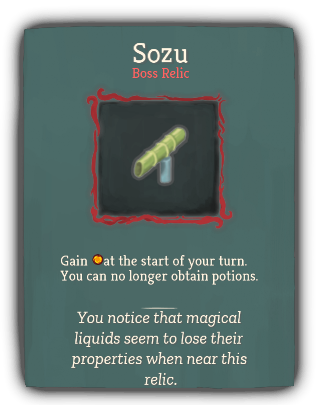 Sozu
Boss Relic
Gain at the start of your turn.
You can no longer obtain potions.
You notice that magical
liquids seem to lose their
properties when near this
relic.